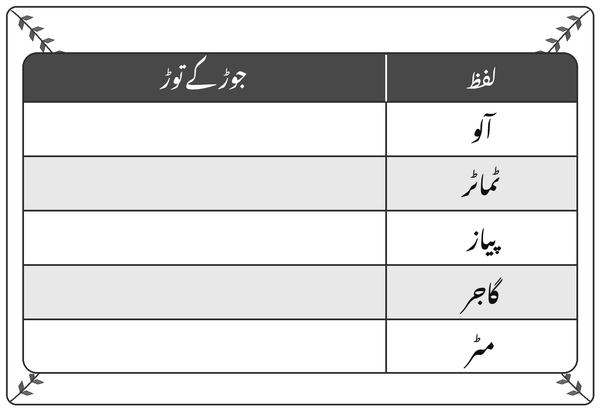 لفظ جوڑ کے توڑ
آلو
ٹماٹر
پیاز
گاجر
مٹر